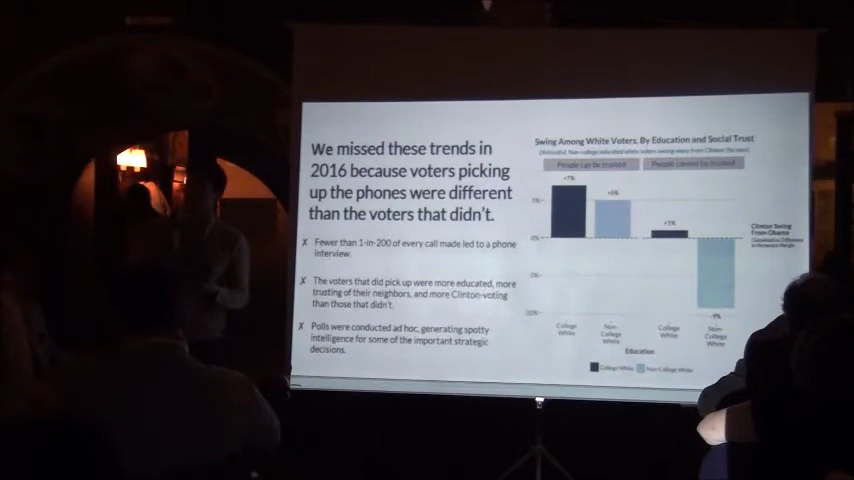 We missed these trends in
2016 because voters picking
up the phones were different
than the voters that didn't.
✗ Fewer than 1-in-200 of every call made led to a phone
interview.
✗ The voters that did pick up were more educated, more
trusting of their neighbors, and more Clinton-voting
than those that didn't.
✗ Polls were conducted ad hoc, generating spotty
intelligence for some of the important strategic
decisions.
Swing Among White Voters, By Education and Social Trust
People can be trusted
People cannot be trusted
+7%
+5%
+1%
-9%
5%
0%
Clinton Swing
From Obama
College
White
Non-
College
White
College
White
Non-
College
White
Education
College White
Non-College White